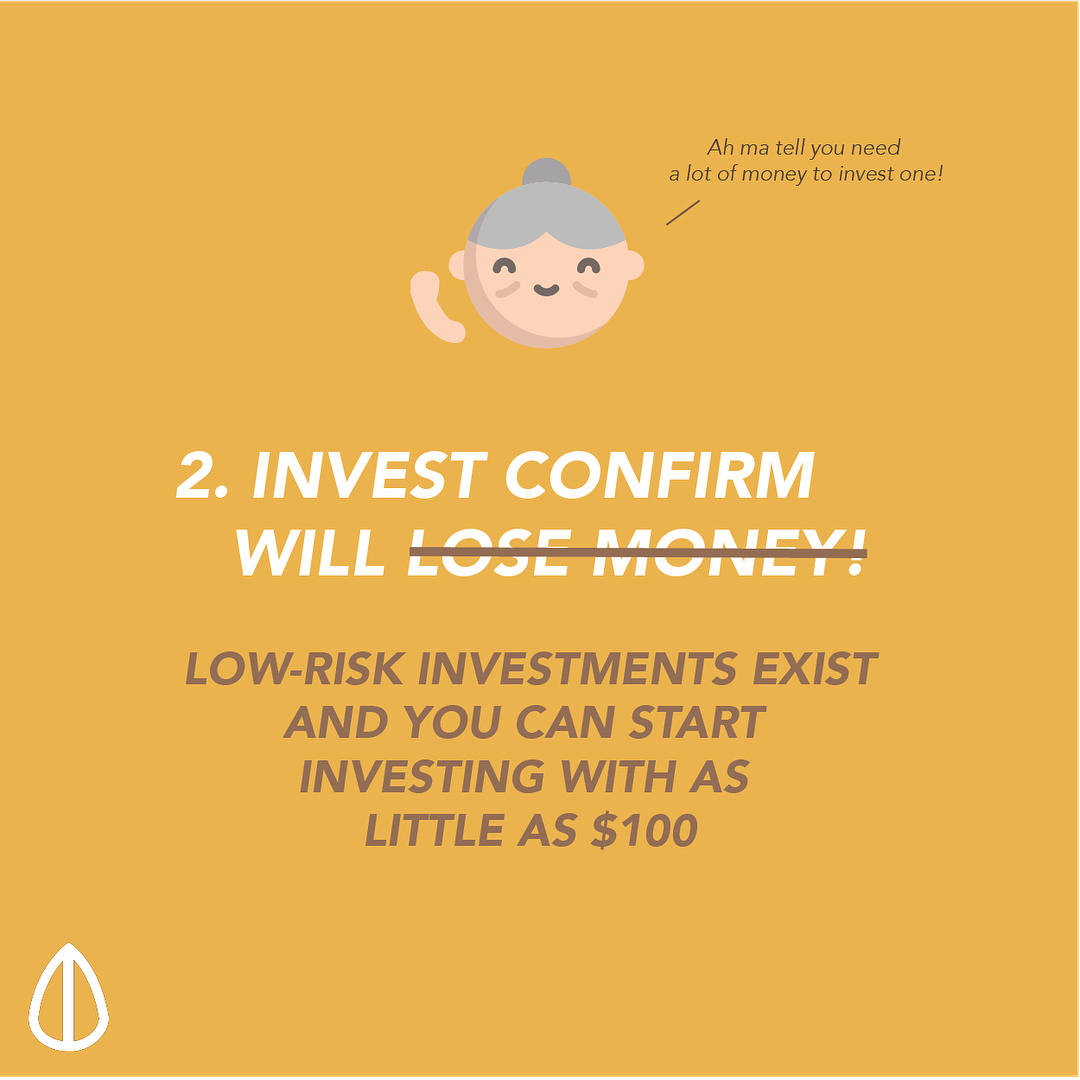 Ah ma tell you need
a lot of money to invest one!
2. INVEST CONFIRM
WILL LOSE MONEY!
LOW-RISK INVESTMENTS EXIST
AND YOU CAN START
INVESTING WITH AS
LITTLE AS $100